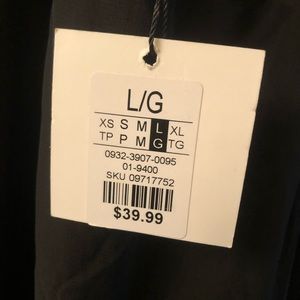 L/G
XS S M L XL
TP P M G TG
0932-3907-0095
01-9400
SKU 09717752
$39.99